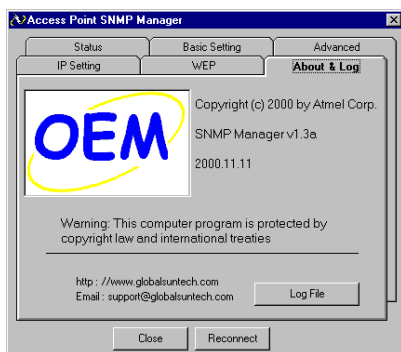 Access Point SNMP Manager
Status
Basic Setting
Advanced
IP Setting
WEP
About & Log
OEM
Copyright (c) 2000 by Atmel Corp.
SNMP Manager v1.3a
2000.11.11
Warning: This computer program is protected by
copyright law and international treaties
http : //www.globalsuntech.com
Email : support@globalsuntech.com
Log File
Close
Reconnect